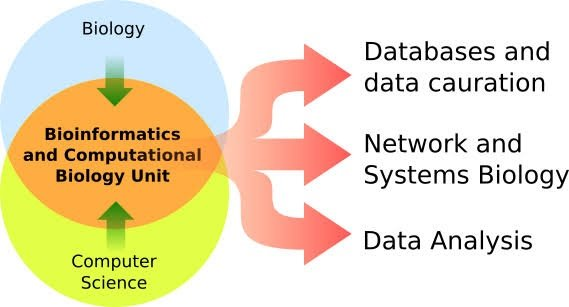 Biology
Bioinformatics
and Computational
Biology Unit
Computer
Science
Databases and
data cauration
Network and
Systems Biology
Data Analysis